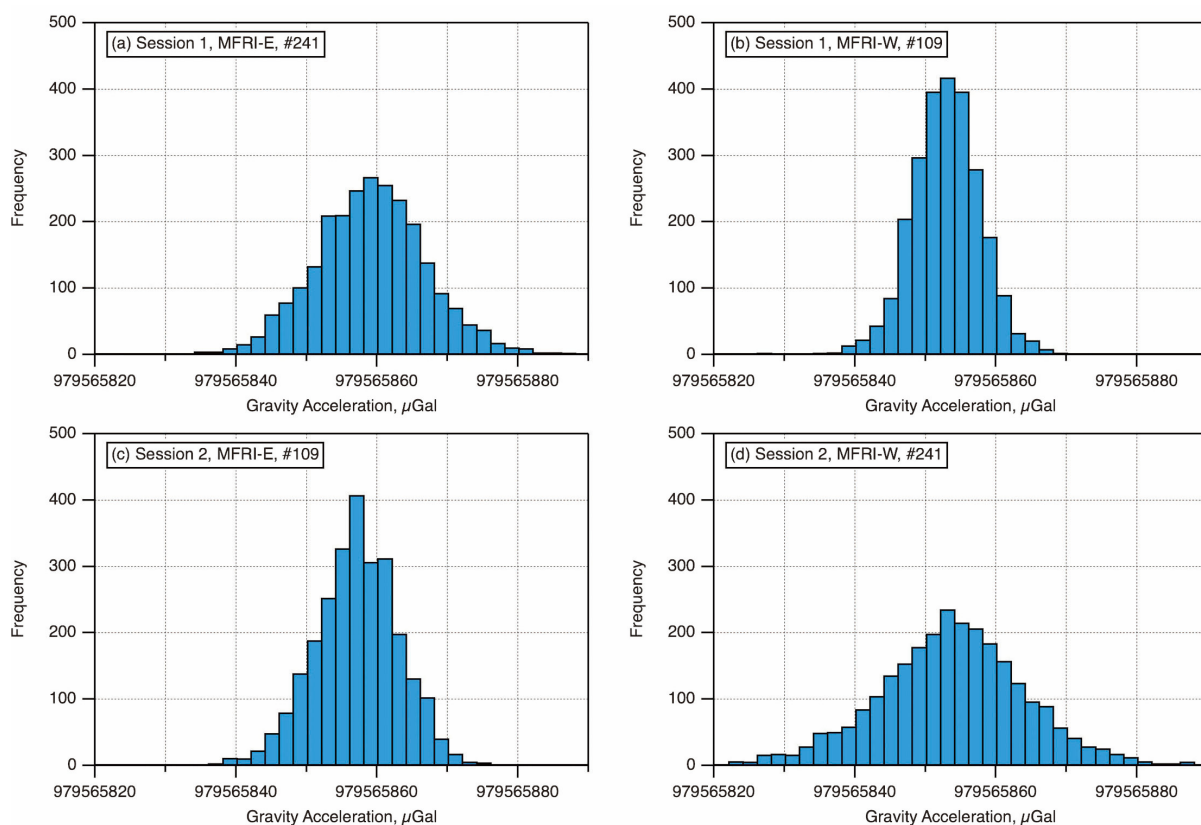 (a) Session 1, MFRI-E, #241
500
400
300
200
100
0
Frequency
979565820 979565840 979565860 979565880
Gravity Acceleration, µGal
(b) Session 1, MFRI-W, #109
500
400
300
200
100
0
Frequency
979565820 979565840 979565860 979565880
Gravity Acceleration, µGal
(c) Session 2, MFRI-E, #109
500
400
300
200
100
0
Frequency
979565820 979565840 979565860 979565880
Gravity Acceleration, µGal
(d) Session 2, MFRI-W, #241
500
400
300
200
100
0
Frequency
979565820 979565840 979565860 979565880
Gravity Acceleration, µGal